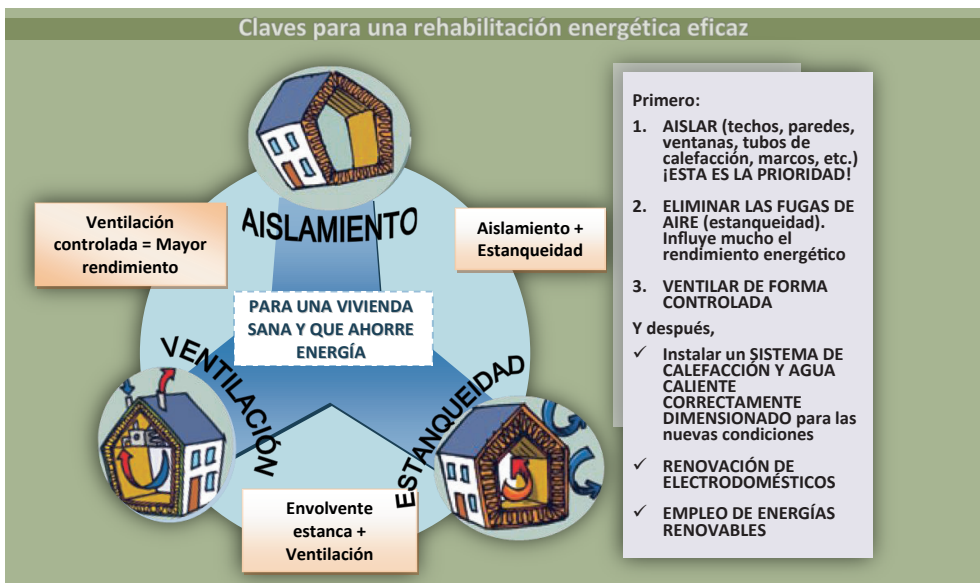 Claves para una rehabilitación energética eficaz
AISLAMIENTO
Ventilación
controlada = Mayor
rendimiento
Aislamiento +
Estanqueidad
PARA UNA VIVIENDA
SANA Y QUE AHORRE
ENERGÍA
VENTILACIÓN
ESTANQUEIDAD
Envolvente
estanca +
Ventilación
Primero:
1. AISLAR (techos, paredes,
ventanas, tubos de
calefacción, marcos, etc.)
¡ESTA ES LA PRIORIDAD!
2. ELIMINAR LAS FUGAS DE
AIRE (estanqueidad).
Influye mucho el
rendimiento energético
3. VENTILAR DE FORMA
CONTROLADA
Y después,
✓ Instalar un SISTEMA DE
CALEFACCIÓN Y AGUA
CALIENTE
CORRECTAMENTE
DIMENSIONADO para las
nuevas condiciones
✓ RENOVACIÓN DE
ELECTRODOMÉSTICOS
✓ EMPLEO DE ENERGÍAS
RENOVABLES